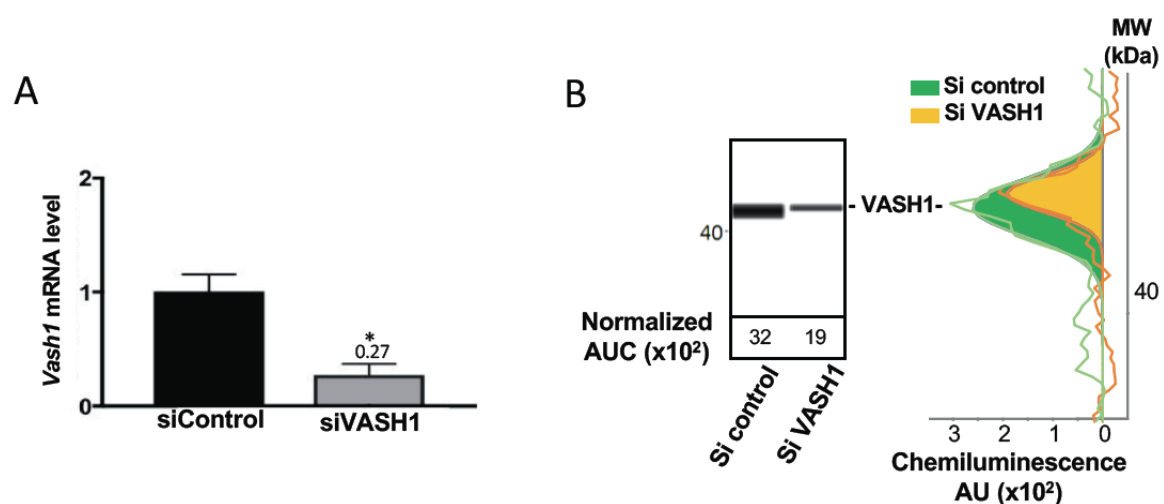 A
Vash1 mRNA level
2
1
0
*
0.27
siControl
siVASH1
B
40
- VASH1-
Normalized
AUC (x10²)
32
19
Si control
Si VASH1
Si control
Si VASH1
MW
(kDa)
40
3 2 1 0
Chemiluminescence
AU (x10²)